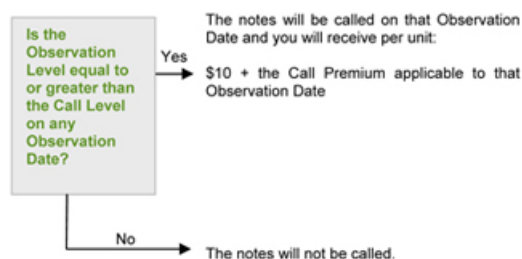 Is the
Observation
Level equal to
or greater than
the Call Level
on any
Observation
Date?
Yes
The notes will be called on that Observation
Date and you will receive per unit:
$10 + the Call Premium applicable to that
Observation Date
No
The notes will not be called.